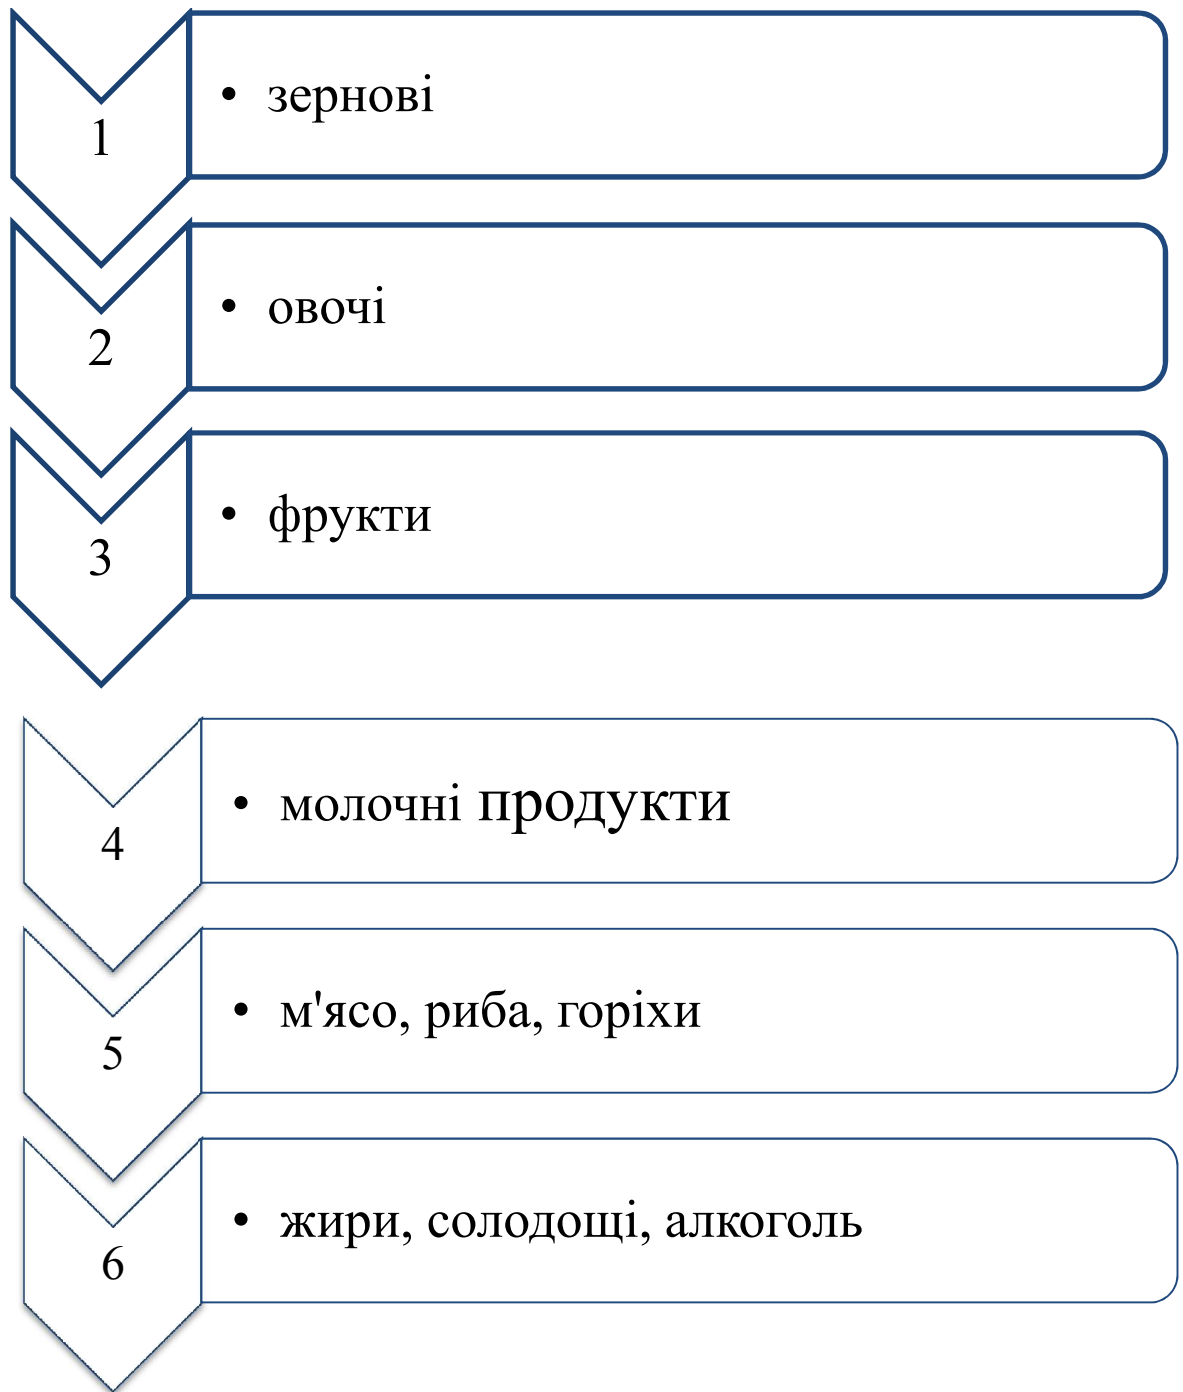 1
• зернові
2
• овочі
3
• фрукти
4
• молочні продукти
5
• м'ясо, риба, горіхи
6
• жири, солодощі, алкоголь